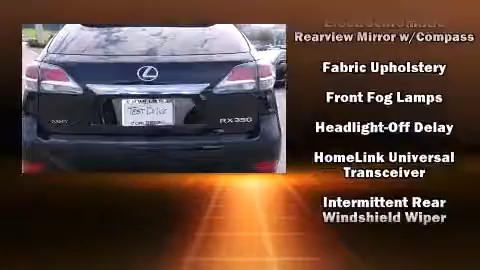 Rearview Mirror w/Compass
Fabric Upholstery
Front Fog Lamps
Headlight-Off Delay
HomeLink Universal
Transceiver
Intermittent Rear
Windshield Wiper
TEST DRIVE
RX350